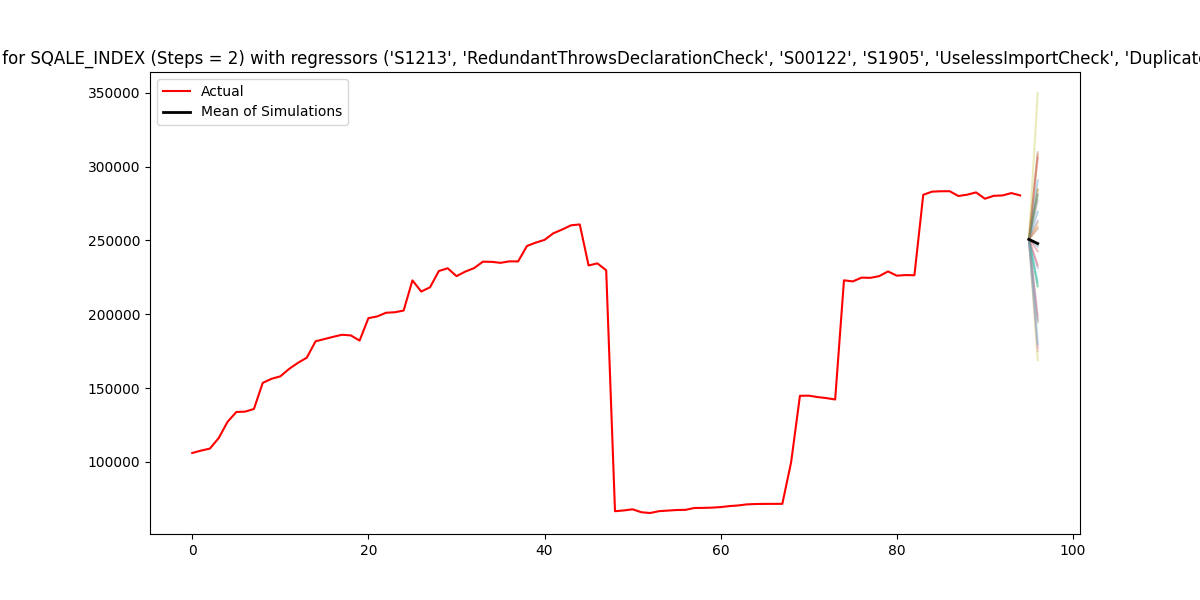 for SQALE_INDEX (Steps = 2) with regressors ('S1213', 'RedundantThrowsDeclarationCheck', 'S00122', 'S1905', 'UselessImportCheck', 'Duplicate
Actual
Mean of Simulations
350000
300000
250000
200000
150000
100000
0 20 40 60 80 100